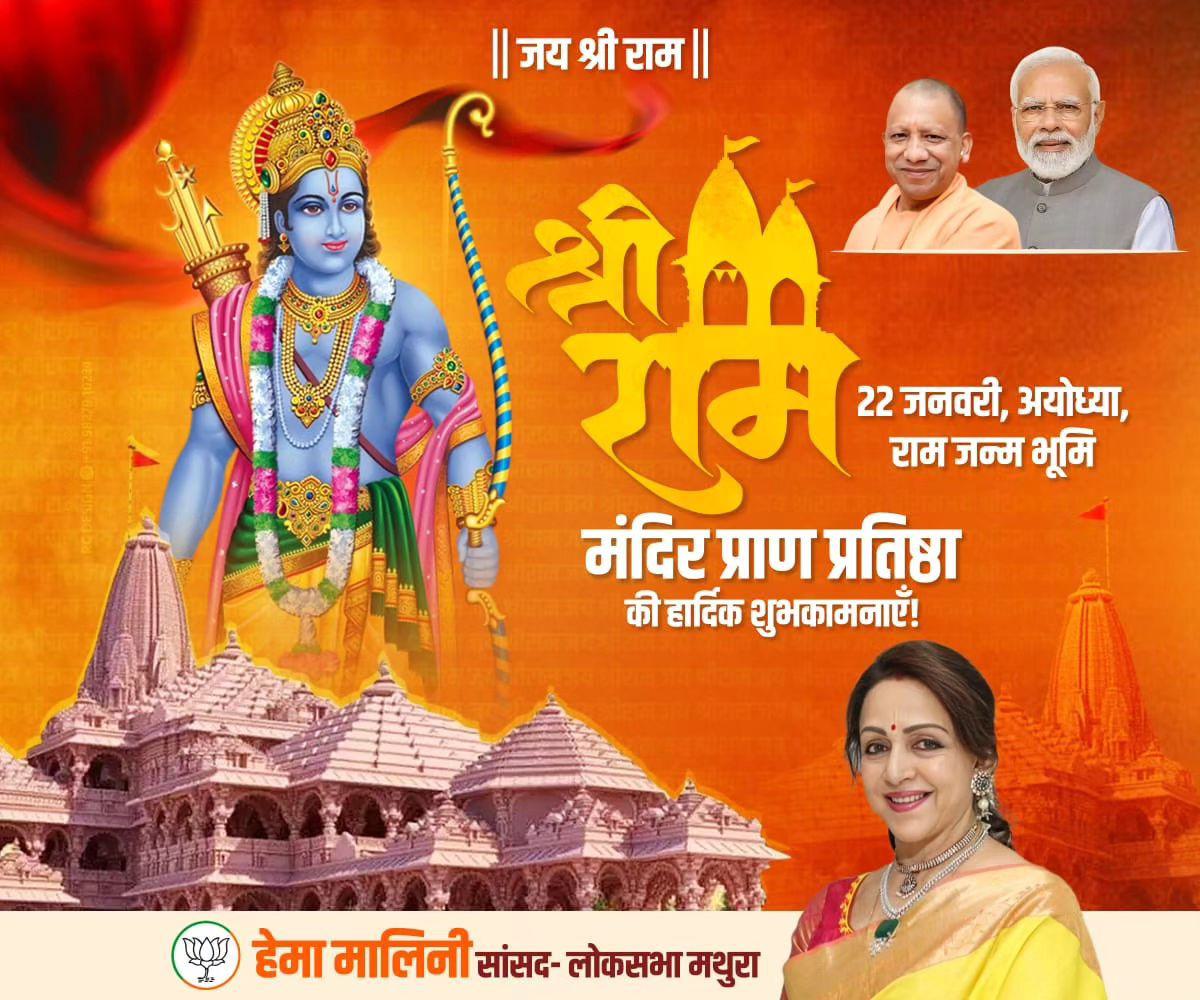 || जय श्री राम ||
श्री
राम
22 जनवरी, अयोध्या,
राम जन्म भूमि
मंदिर प्राण प्रतिष्ठा
की हार्दिक शुभकामनाएँ!
हेमा मालिनी सांसद- लोकसभा मथुरा